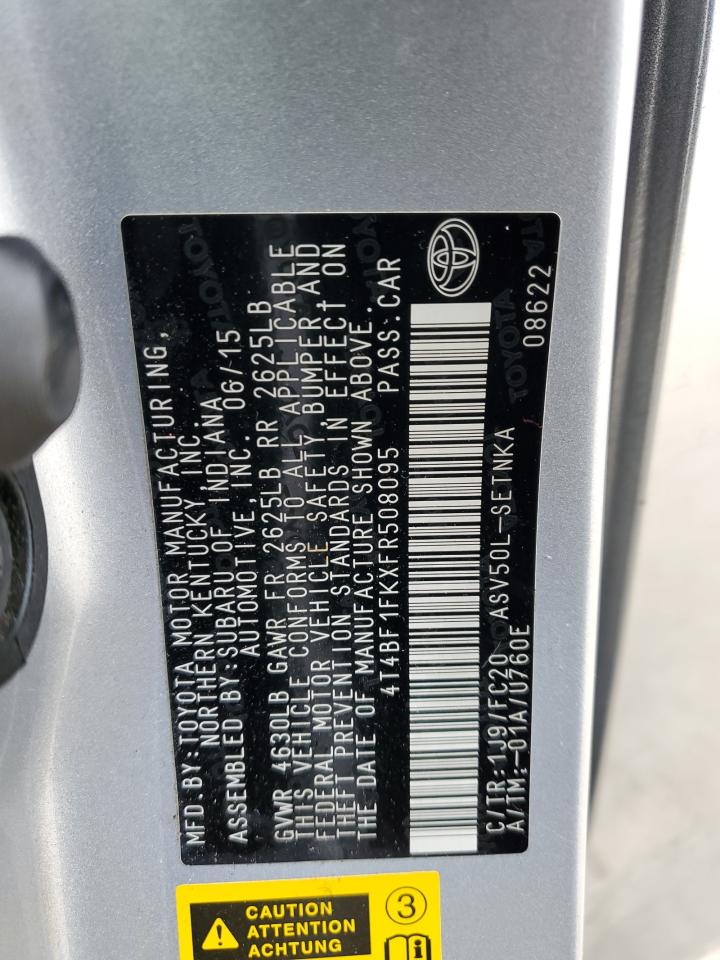 MFD.BY:TOYOTA MOTOR MANUFACTURING,
NORTHERN KENTUCKY, INC.
ASSEMBLED BY:SUBARU OF INDIANA
AUTOMOTIVE INC. 06/15
GVWR 4630LB GAWR FR 2625LB RR 2625LB
THIS VEHICLE CONFORMS TO ALL APPLICABLE
FEDERAL MOTOR VEHICLE SAFETY, BUMPER, AND
THEFT PREVENTION STANDARDS IN EFFECT ON
THE DATE OF MANUFACTURE SHOWN ABOVE.
4T4BF1FKXFR508095 PASS.CAR
C/TR:1J9/FC20 ASV50L-SETNKA
A/TM:-01A/U760E 08622
CAUTION
ATTENTION
ACHTUNG
3